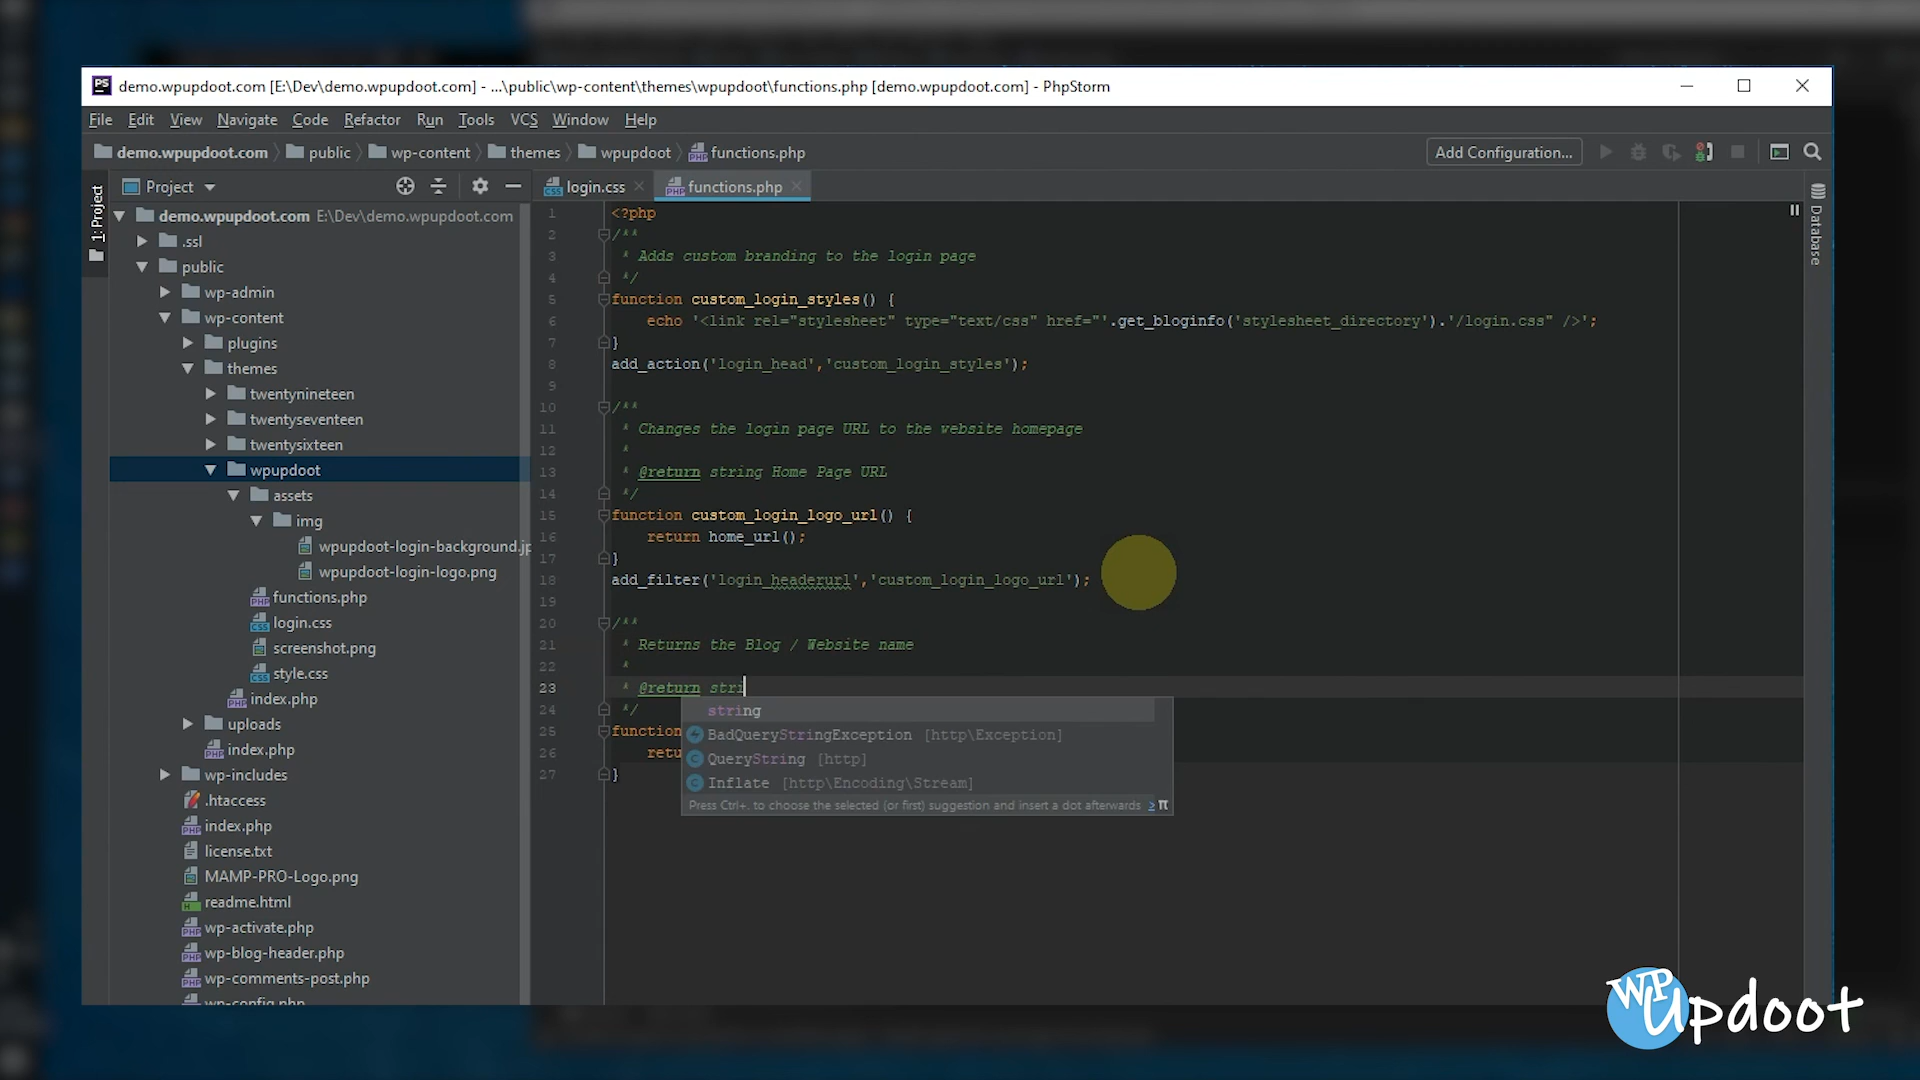 PS demo.wpupdoot.com [E:\Dev\demo.wpupdoot.com] - ...\public\wp-content\themes\wpupdoot\functions.php [demo.wpupdoot.com] - PhpStorm
File Edit View Navigate Code Refactor Run Tools VCS Window Help
demo.wpupdoot.com public wp-content themes wpupdoot functions.php Add Configuration...
1: Project
Project
demo.wpupdoot.com E:\Dev\demo.wpupdoot.com
.ssl
public
wp-admin
wp-content
plugins
themes
twentynineteen
twentyseventeen
twentysixteen
wpupdoot
assets
img
wpupdoot-login-background.jp
wpupdoot-login-logo.png
functions.php
login.css
screenshot.png
style.css
index.php
uploads
index.php
wp-includes
.htaccess
index.php
license.txt
MAMP-PRO-Logo.png
readme.html
wp-activate.php
wp-blog-header.php
wp-comments-post.php
wp-config.php
login.css functions.php
1 <?php
2 /**
3 * Adds custom branding to the login page
4 */
5 function custom_login_styles() {
6 echo '<link rel="stylesheet" type="text/css" href="'.get_bloginfo('stylesheet_directory').'/login.css" />';
7 }
8 add_action('login_head','custom_login_styles');
9
10 /**
11 * Changes the login page URL to the website homepage
12 *
13 * @return string Home Page URL
14 */
15 function custom_login_logo_url() {
16 return home_url();
17 }
18 add_filter('login_headerurl','custom_login_logo_url');
19
20 /**
21 * Returns the Blog / Website name
22 *
23 * @return stri
24 */
25 function
26 retu
27 }
string
BadQueryStringException [http\Exception]
QueryString [http]
Inflate [http\Encoding\Stream]
Press Ctrl+. to choose the selected (or first) suggestion and insert a dot afterwards >> π
Database
WP Updoot